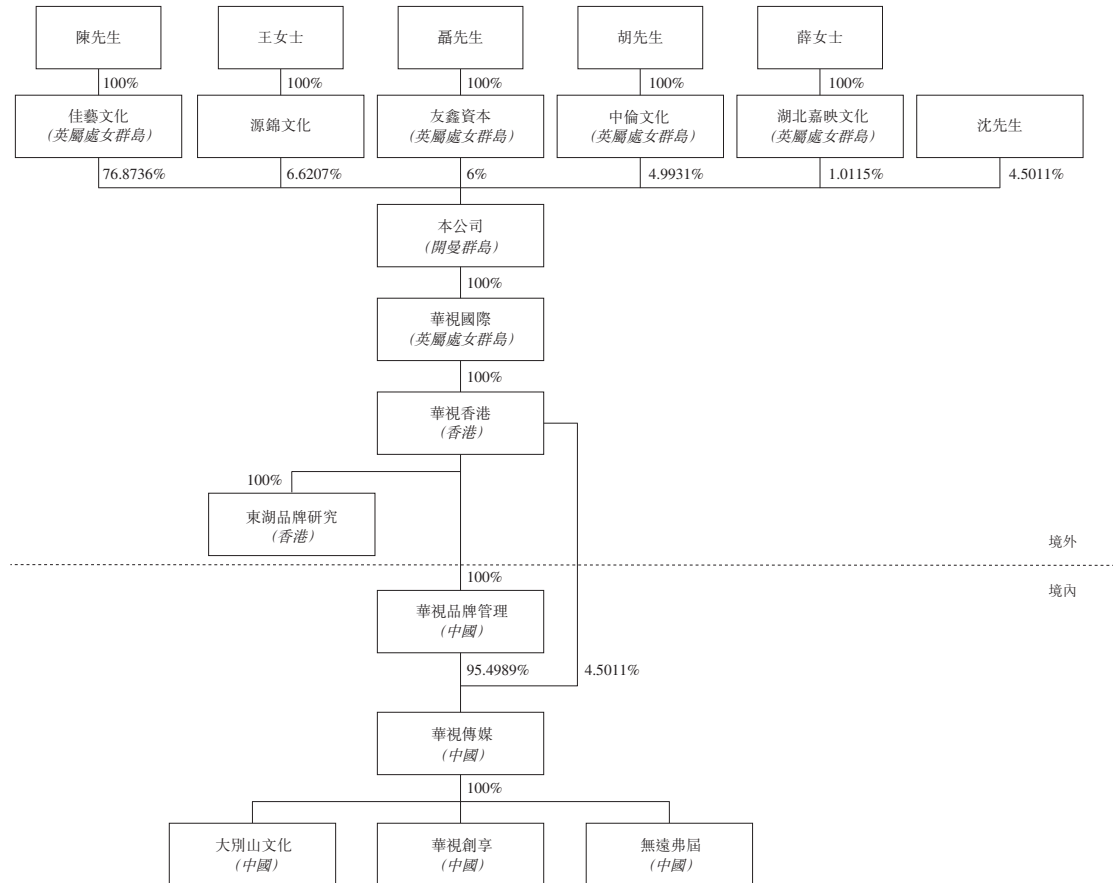 陳先生
王女士
聶先生
胡先生
薛女士
100%
100%
100%
100%
100%
佳藝文化
(英屬處女群島)
源錦文化
友鑫資本
(英屬處女群島)
中倫文化
(英屬處女群島)
湖北嘉映文化
(英屬處女群島)
沈先生
76.8736%
6.6207%
6%
4.9931%
1.0115%
4.5011%
本公司
(開曼群島)
100%
華視國際
(英屬處女群島)
100%
華視香港
(香港)
100%
東湖品牌研究
(香港)
境外
100%
境內
華視品牌管理
(中國)
95.4989%
4.5011%
華視傳媒
(中國)
100%
大別山文化
(中國)
華視創享
(中國)
無遠弗屆
(中國)